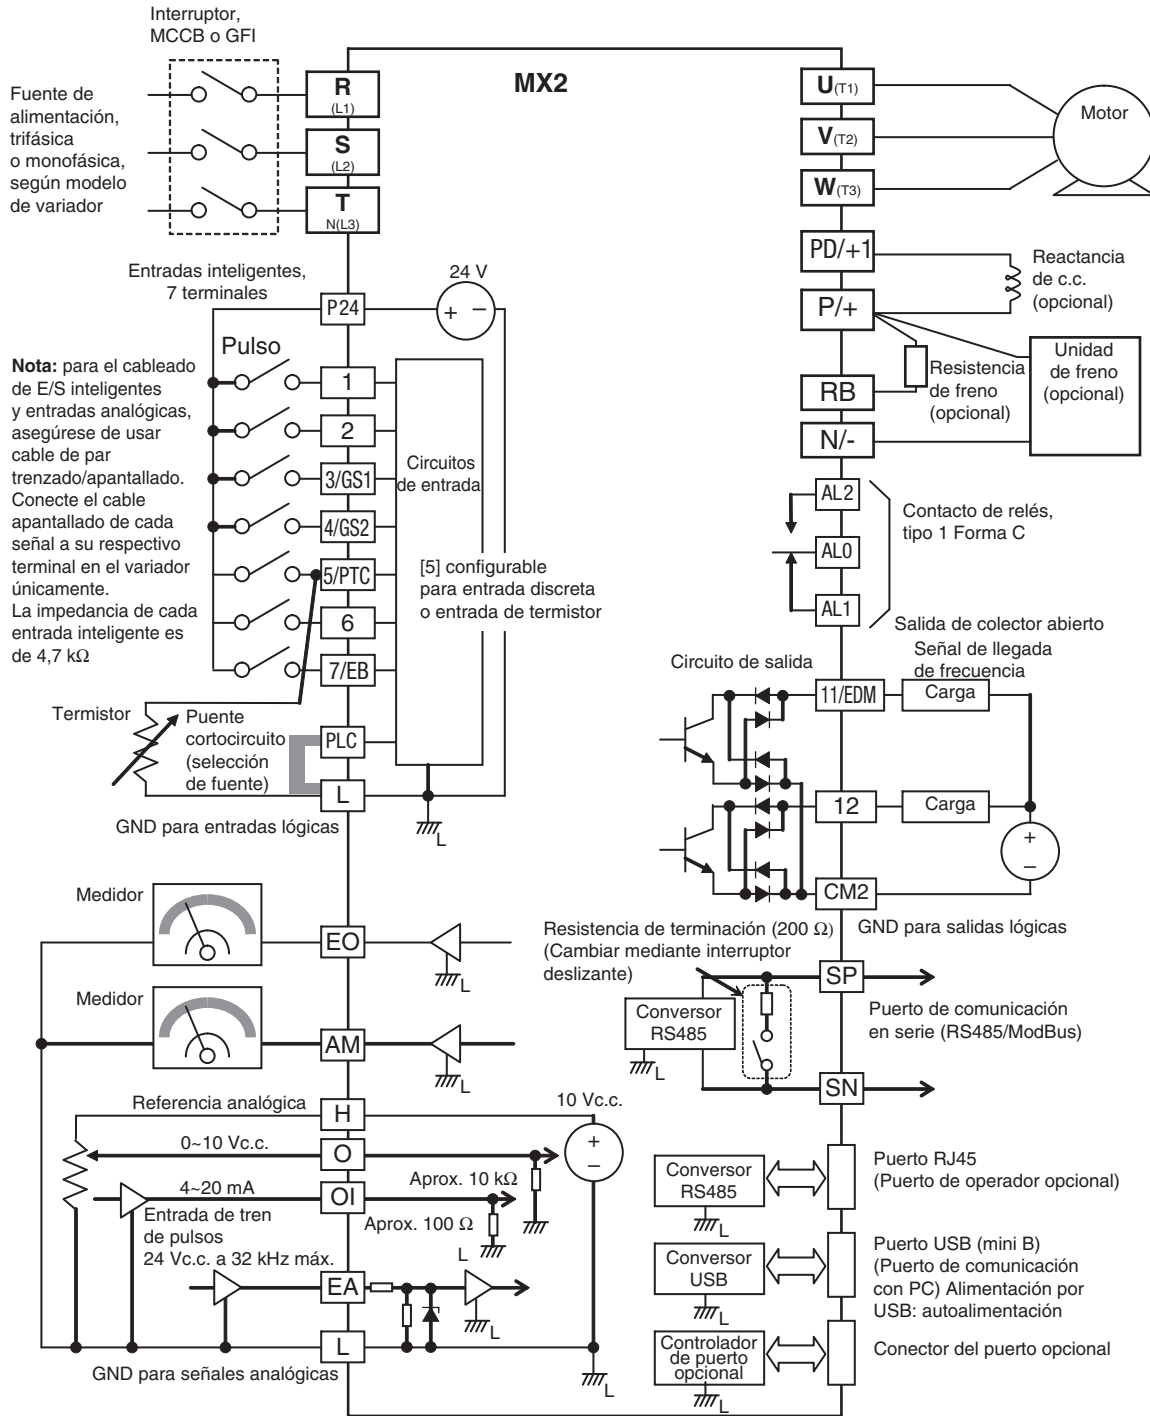 Interruptor,
MCCB o GFI
Fuente de
alimentación,
trifásica
o monofásica,
según modelo
de variador
R
(L1)
S
(L2)
T
N(L3)
MX2
U(T1)
V(T2)
W(T3)
Motor
PD/+1
P/+
Reactancia
de c.c.
(opcional)
RB
N/-
Resistencia
de freno
(opcional)
Unidad
de freno
(opcional)
Entradas inteligentes,
7 terminales
P24
24 V
+ −
Nota: para el cableado
de E/S inteligentes
y entradas analógicas,
asegúrese de usar
cable de par
trenzado/apantallado.
Conecte el cable
apantallado de cada
señal a su respectivo
terminal en el variador
únicamente.
La impedancia de cada
entrada inteligente es
de 4,7 kΩ
Pulso
1
2
3/GS1
4/GS2
5/PTC
6
7/EB
PLC
L
Circuitos
de entrada
[5] configurable
para entrada discreta
o entrada de termistor
Termistor
Puente
cortocircuito
(selección
de fuente)
L
GND para entradas lógicas
AL2
AL0
AL1
Contacto de relés,
tipo 1 Forma C
Salida de colector abierto
Señal de llegada
de frecuencia
Circuito de salida
11/EDM
Carga
12
Carga
+
−
CM2
GND para salidas lógicas
Medidor
EO
L
Medidor
AM
L
Resistencia de terminación (200 Ω)
(Cambiar mediante interruptor
deslizante)
Conversor
RS485
L
SP
SN
Puerto de comunicación
en serie (RS485/ModBus)
Referencia analógica
H
10 Vc.c.
+
−
0~10 Vc.c.
O
Aprox. 10 kΩ
4~20 mA
OI
Aprox. 100 Ω
L
Entrada de tren
de pulsos
24 Vc.c. a 32 kHz máx.
EA
L
L
GND para señales analógicas
L
Conversor
RS485
L
Puerto RJ45
(Puerto de operador opcional)
Conversor
USB
L
Puerto USB (mini B)
(Puerto de comunicación
con PC) Alimentación por
USB: autoalimentación
Controlador
de puerto
opcional
L
Conector del puerto opcional